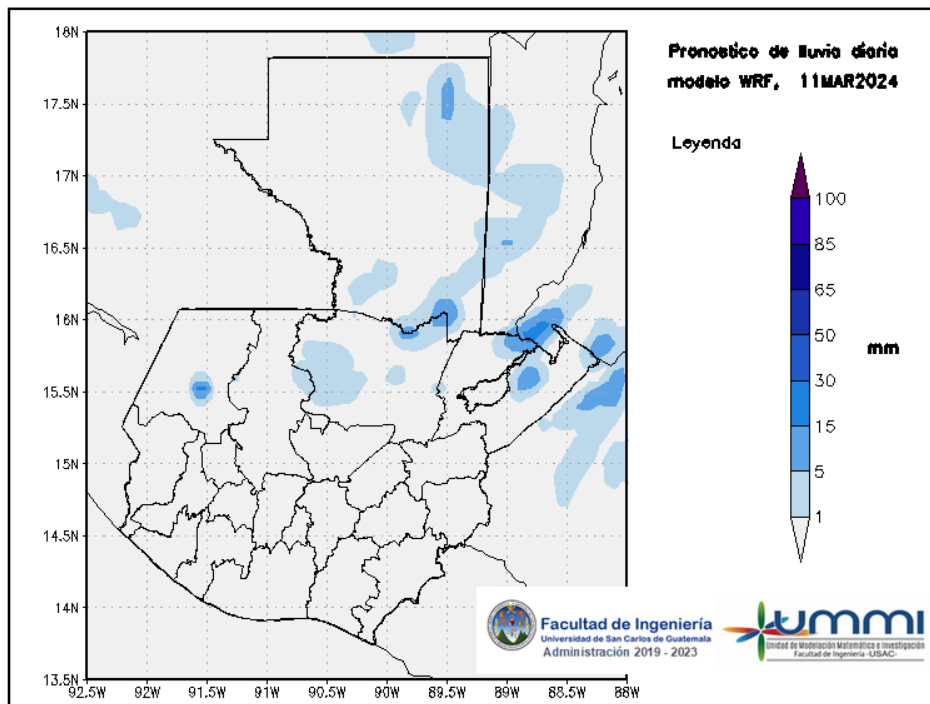 Pronostico de lluvia diaria
modelo WRF, 11MAR2024
Leyenda
100
85
65
50
30
15
5
1
mm
18N
17.5N
17N
16.5N
16N
15.5N
15N
14.5N
14N
13.5N
92.5W
92W
91.5W
91W
90.5W
90W
89.5W
89W
88.5W
88W
Facultad de Ingeniería
Universidad de San Carlos de Guatemala
Administración 2019 - 2023
ummi
Unidad de Modelación Matemática e Investigación
Facultad de Ingeniería -USAC-